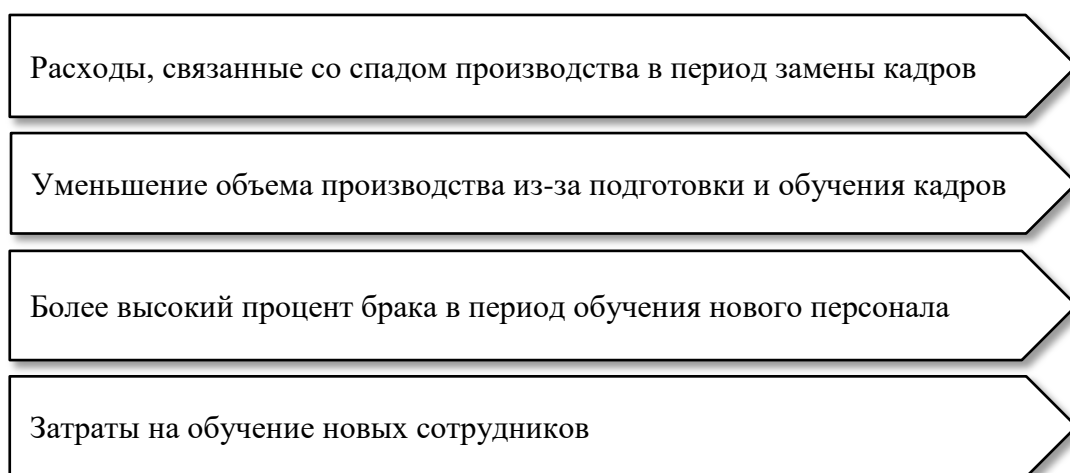 Расходы, связанные со спадом производства в период замены кадров
Уменьшение объема производства из-за подготовки и обучения кадров
Более высокий процент брака в период обучения нового персонала
Затраты на обучение новых сотрудников